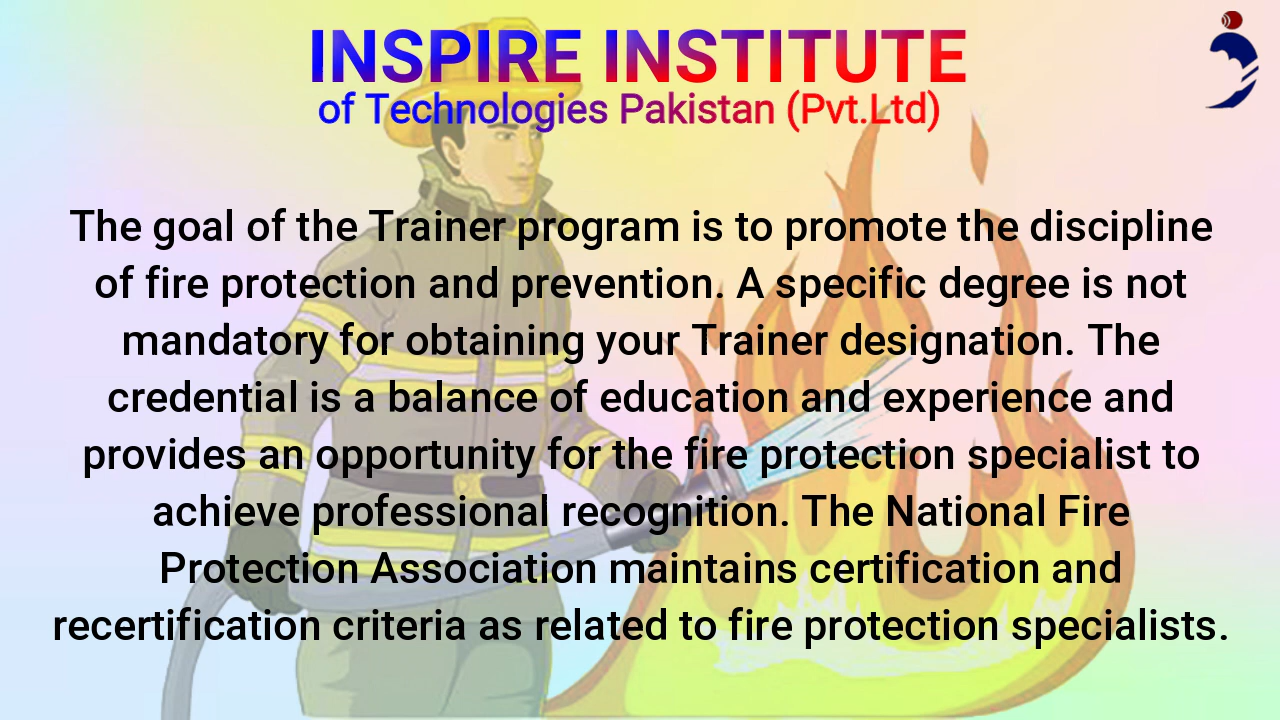 INSPIRE INSTITUTE
of Technologies Pakistan (Pvt.Ltd)
The goal of the Trainer program is to promote the discipline
of fire protection and prevention. A specific degree is not
mandatory for obtaining your Trainer designation. The
credential is a balance of education and experience and
provides an opportunity for the fire protection specialist to
achieve professional recognition. The National Fire
Protection Association maintains certification and
recertification criteria as related to fire protection specialists.